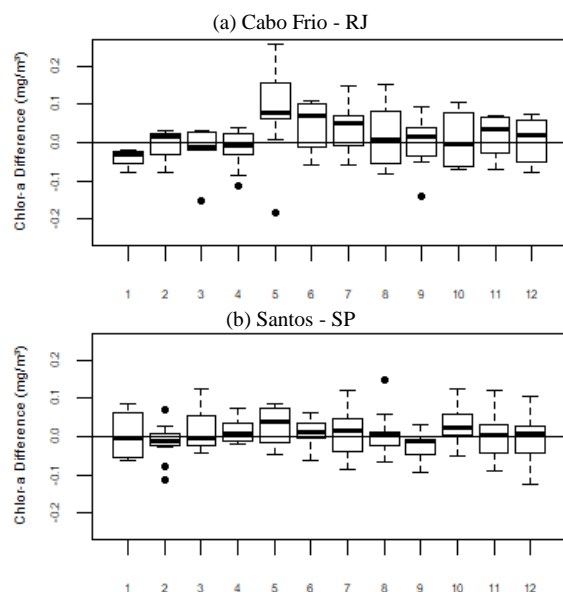 (a) Cabo Frio - RJ
Chlor-a Difference (mg/m³)
0.2
0.1
0.0
-0.1
-0.2
1 2 3 4 5 6 7 8 9 10 11 12
(b) Santos - SP
Chlor-a Difference (mg/m³)
0.2
0.1
0.0
-0.1
-0.2
1 2 3 4 5 6 7 8 9 10 11 12